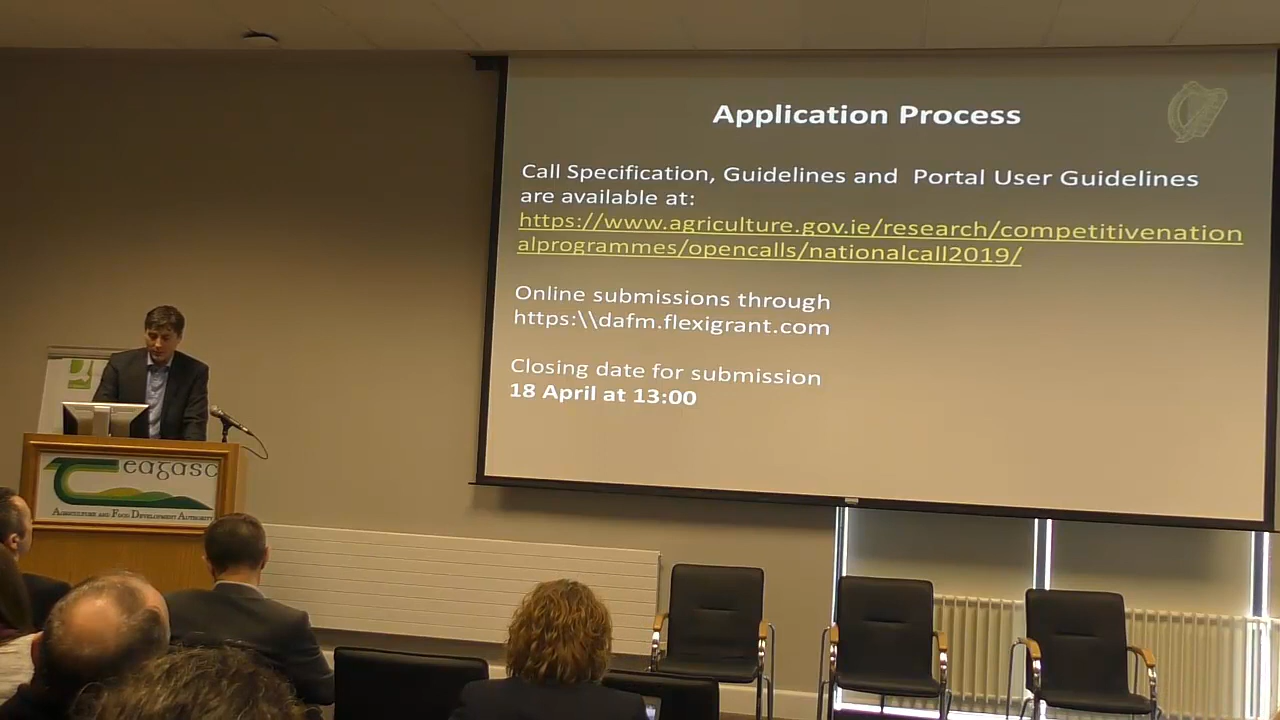 Application Process
Call Specification, Guidelines and Portal User Guidelines
are available at:
https://www.agriculture.gov.ie/research/competitivenation
alprogrammes/opencalls/nationalcall2019/
Online submissions through
https:\\dafm.flexigrant.com
Closing date for submission
18 April at 13:00
eagasc
Agriculture and Food Development Authority